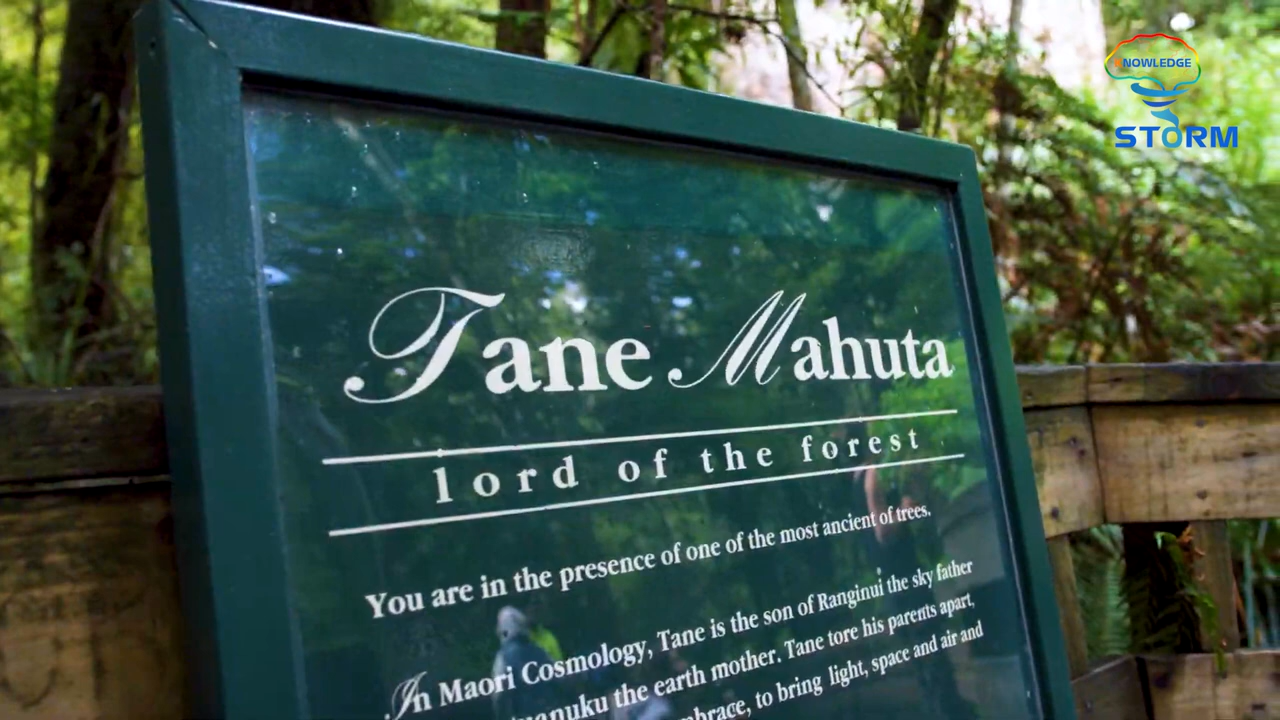 KNOWLEDGE
STORM
Tane Mahuta
lord of the forest
You are in the presence of one of the most ancient of trees.
In Maori Cosmology, Tane is the son of Ranginui the sky father
the earth mother. Tane tore his parents apart,
to bring light, space and air and